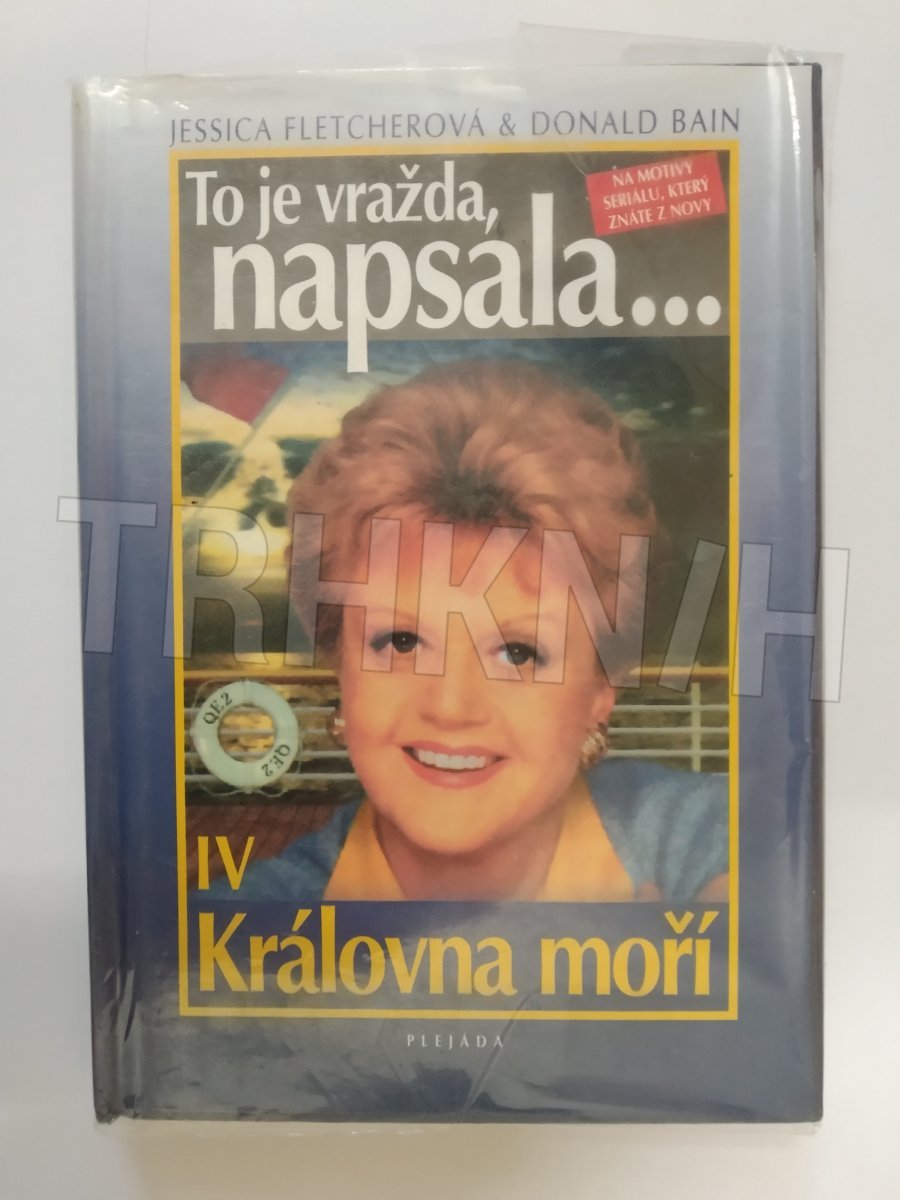 JESSICA FLETCHEROVÁ & DONALD BAIN
To je vražda,
napsala...
NA MOTIVY
SERIÁLU, KTERÝ
ZNÁTE Z NOVY
TRHKNIH
QE2
QE2
IV
Královna moří
PLEJÁDA